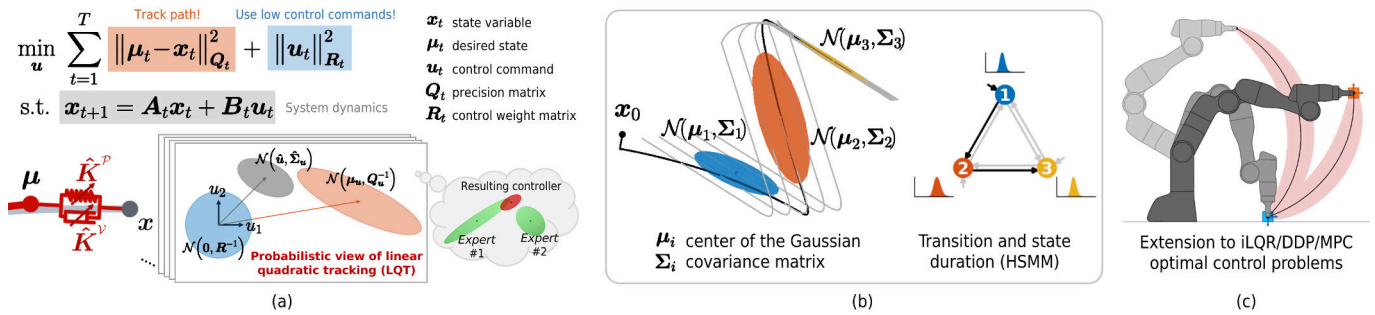 Track path!
Use low control commands!
min_u ∑_{t=1}^{T} ‖μ_t − x_t‖²_{Q_t} + ‖u_t‖²_{R_t}
s.t. x_{t+1} = A_t x_t + B_t u_t
System dynamics
x_t state variable
μ_t desired state
u_t control command
Q_t precision matrix
R_t control weight matrix
μ
K̂^P
K̂^V
x
....
N(û, Σ̂_u)
N(μ_u, Q_u^{-1})
u_2
u_1
N(0, R^{-1})
Probabilistic view of linear
quadratic tracking (LQT)
Resulting controller
Expert
#1
Expert
#2
(a)
x_0
N(μ_1, Σ_1)
N(μ_2, Σ_2)
N(μ_3, Σ_3)
μ_i center of the Gaussian
Σ_i covariance matrix
1
2
3
Transition and state
duration (HSMM)
(b)
Extension to iLQR/DDP/MPC
optimal control problems
(c)